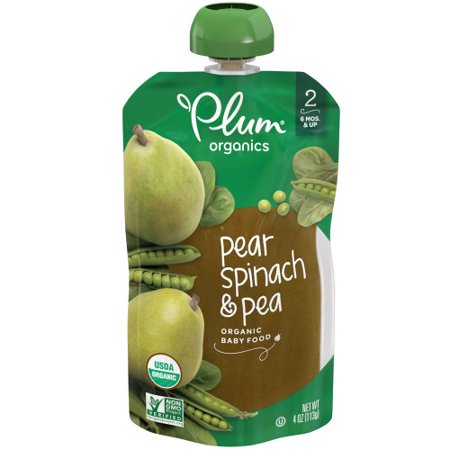 Plum®
organics
2
6 MOS.
& UP
pear
spinach
& pea
ORGANIC
BABY FOOD
USDA
ORGANIC
NON
GMO
Project
VERIFIED
NET WT
4 OZ (113g)